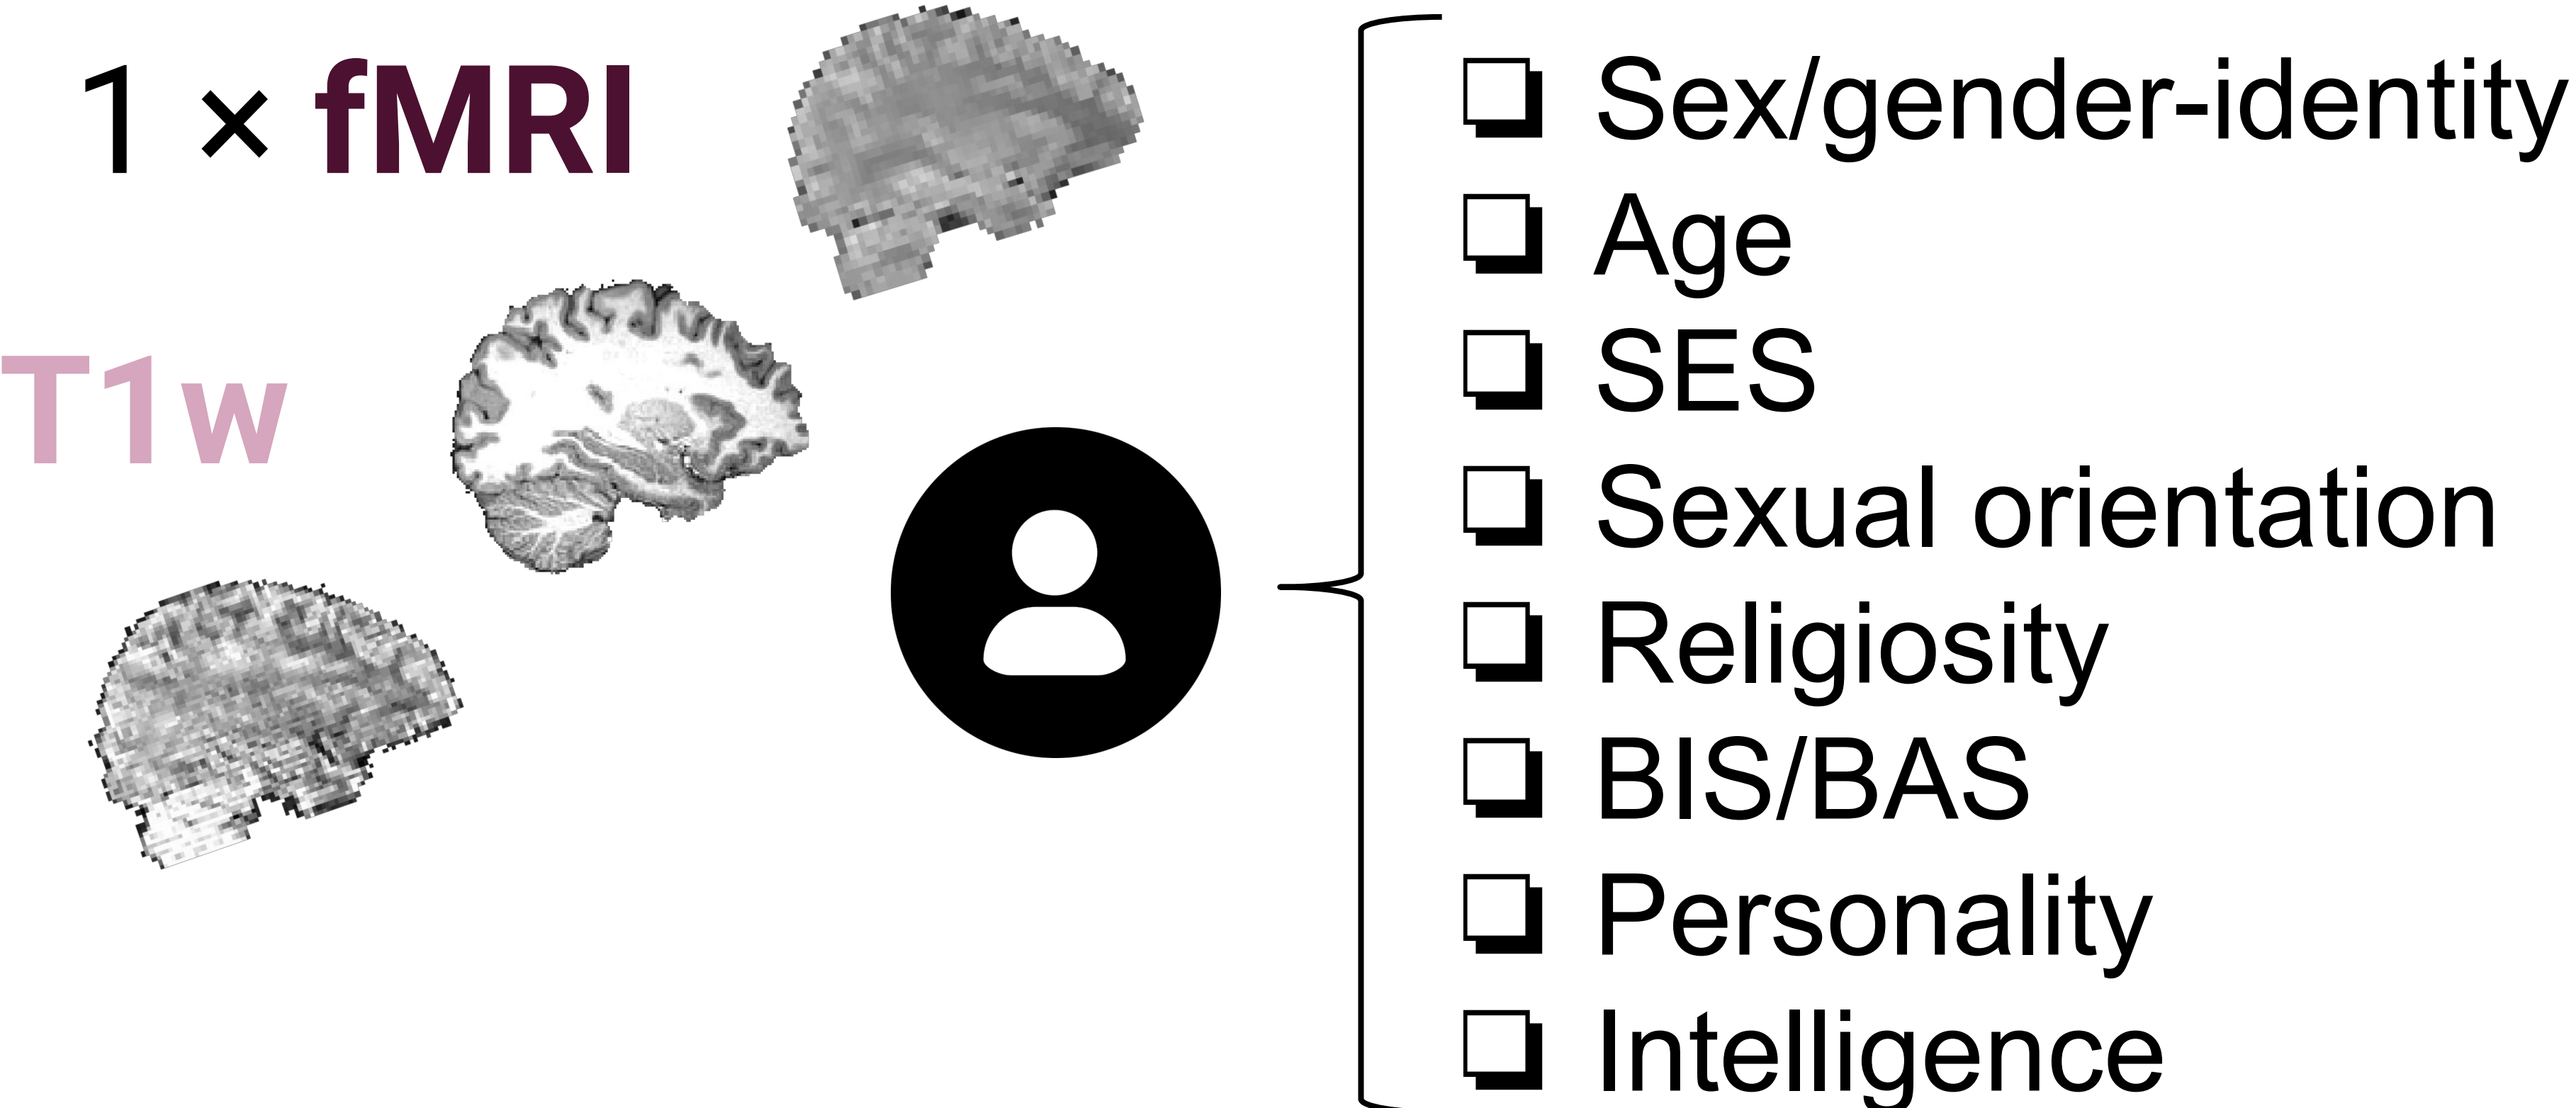 1 × fMRI
T1w
Sex/gender-identity
Age
SES
Sexual orientation
Religiosity
BIS/BAS
Personality
Intelligence